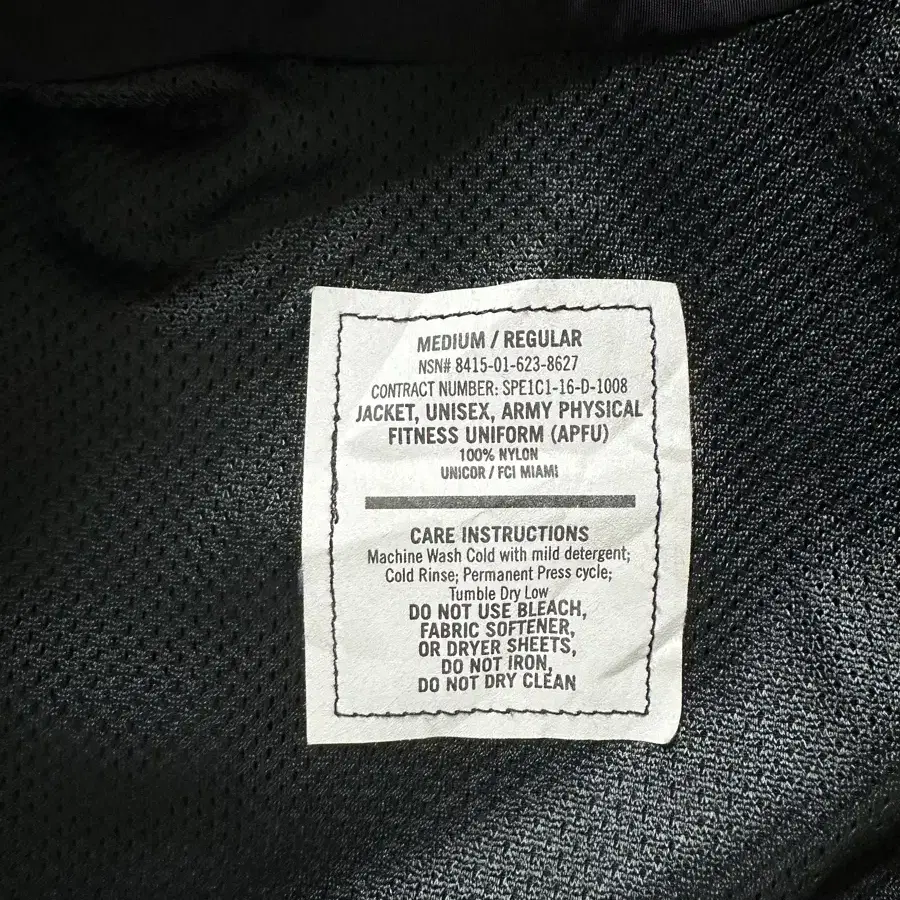 MEDIUM / REGULAR
NSN# 8415-01-623-8627
CONTRACT NUMBER: SPE1C1-16-D-1008
JACKET, UNISEX, ARMY PHYSICAL
FITNESS UNIFORM (APFU)
100% NYLON
UNICOR / FCI MIAMI
CARE INSTRUCTIONS
Machine Wash Cold with mild detergent;
Cold Rinse; Permanent Press cycle;
Tumble Dry Low
DO NOT USE BLEACH,
FABRIC SOFTENER,
OR DRYER SHEETS,
DO NOT IRON,
DO NOT DRY CLEAN